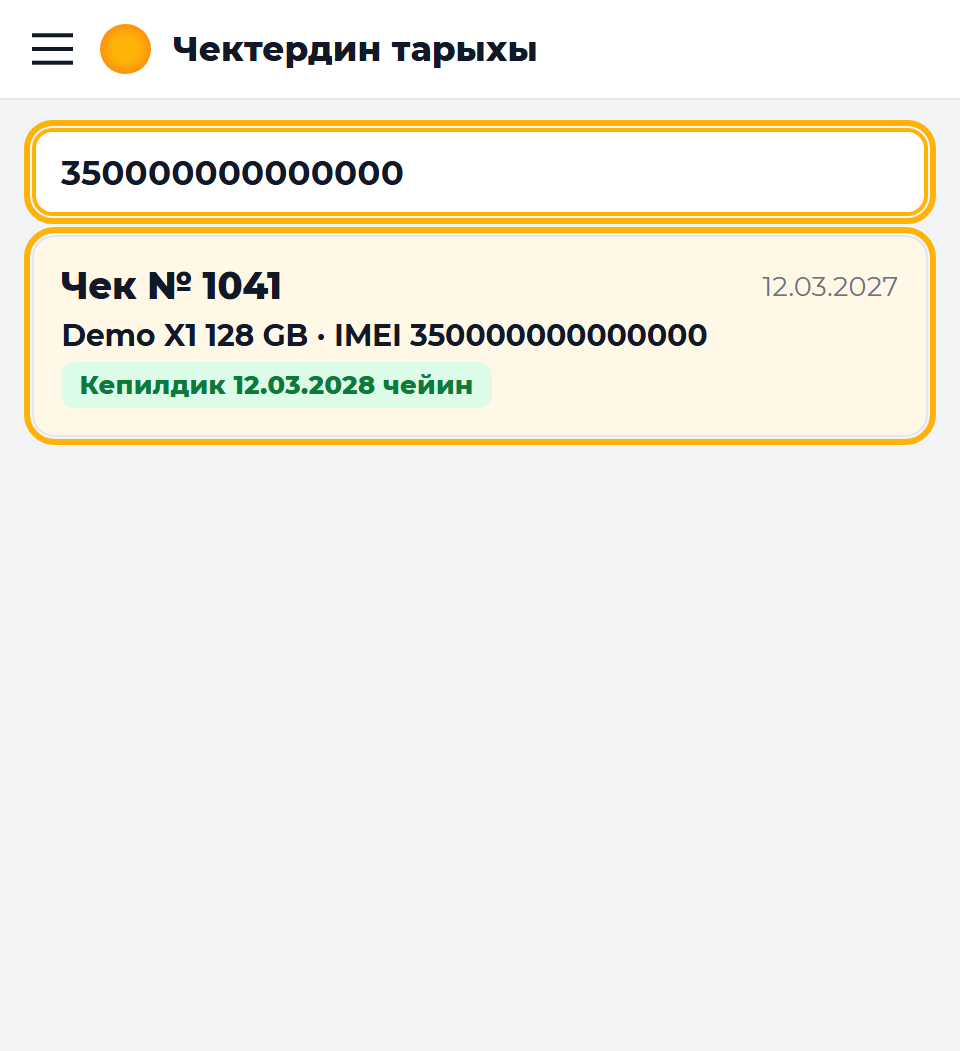 Чектердин тарыхы
350000000000000
Чек № 1041
12.03.2027
Demo X1 128 GB · IMEI 350000000000000
Кепилдик 12.03.2028 чейин